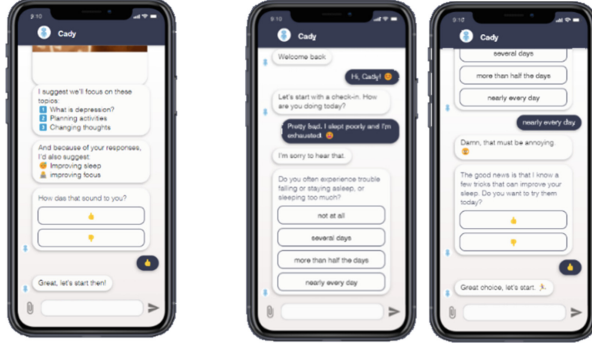 9:10
Cady
I suggest we'll focus on these
topics:
1 What is depression?
2 Planning activities
3 Changing thoughts
And because of your responses,
I'd also suggest
Improving sleep
improving focus
How does that sound to you?
👍
👎
👍
Great, let's start then!
9:10
Cady
Welcome back
Hi, Cady! 😊
Let's start with a check-in. How
are you doing today?
Pretty bad. I slept poorly and I'm
exhausted!
I'm sorry to hear that.
Do you often experience trouble
falling or staying asleep, or
sleeping too much?
not at all
several days
more than half the days
nearly every day
9:10
Cady
several days
more than half the days
nearly every day
nearly every day
Damn, that must be annoying.
The good news is that I know a
few tricks that can improve your
sleep. Do you want to try them
today?
👍
👎
👍
Great choice, let's start.